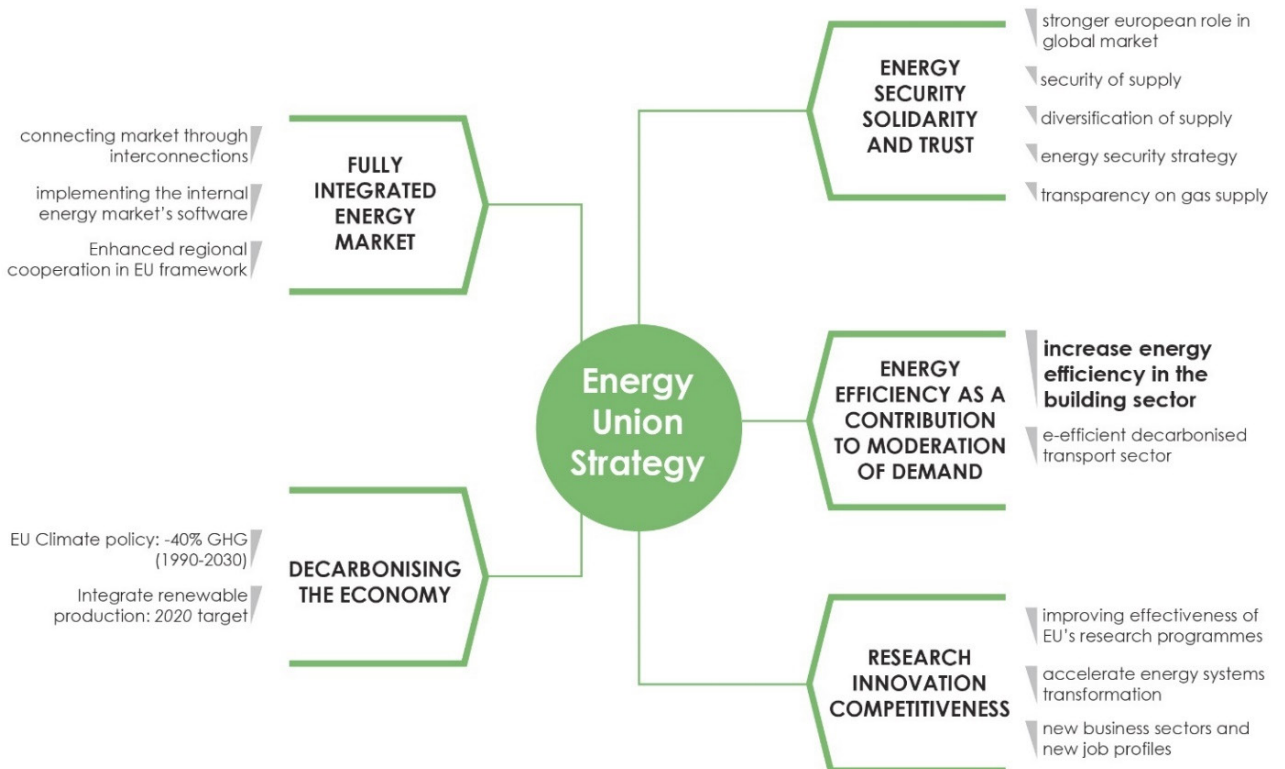 connecting market through
interconnections
implementing the internal
energy market's software
Enhanced regional
cooperation in EU framework
FULLY
INTEGRATED
ENERGY
MARKET
EU Climate policy: -40% GHG
(1990-2030)
Integrate renewable
production: 2020 target
DECARBONISING
THE ECONOMY
Energy
Union
Strategy
ENERGY
SECURITY
SOLIDARITY
AND TRUST
stronger european role in
global market
security of supply
diversification of supply
energy security strategy
transparency on gas supply
ENERGY
EFFICIENCY AS A
CONTRIBUTION
TO MODERATION
OF DEMAND
increase energy
efficiency in the
building sector
e-efficient decarbonised
transport sector
RESEARCH
INNOVATION
COMPETITIVENESS
improving effectiveness of
EU's research programmes
accelerate energy systems
transformation
new business sectors and
new job profiles